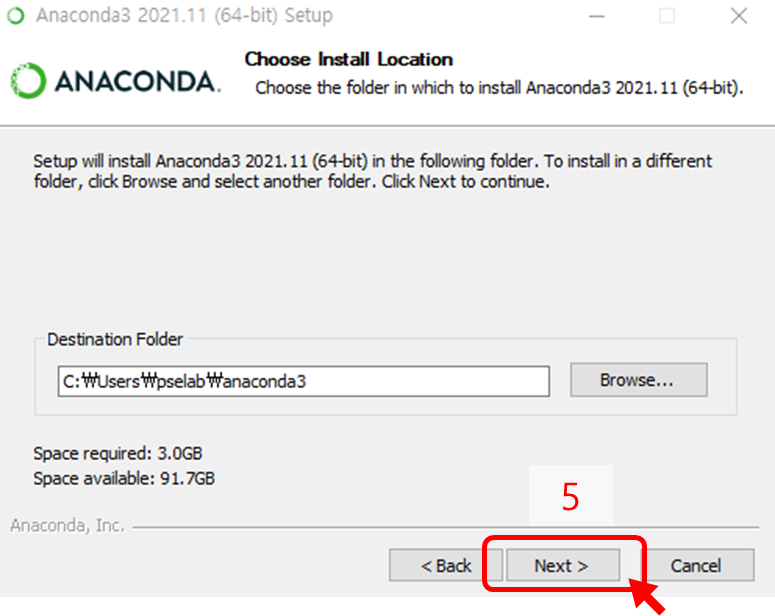 Anaconda3 2021.11 (64-bit) Setup
ANACONDA.
Choose Install Location
Choose the folder in which to install Anaconda3 2021.11 (64-bit).
Setup will install Anaconda3 2021.11 (64-bit) in the following folder. To install in a different
folder, click Browse and select another folder. Click Next to continue.
Destination Folder
C:₩Users₩pselab₩anaconda3
Browse...
Space required: 3.0GB
Space available: 91.7GB
5
Anaconda, Inc.
< Back
Next >
Cancel